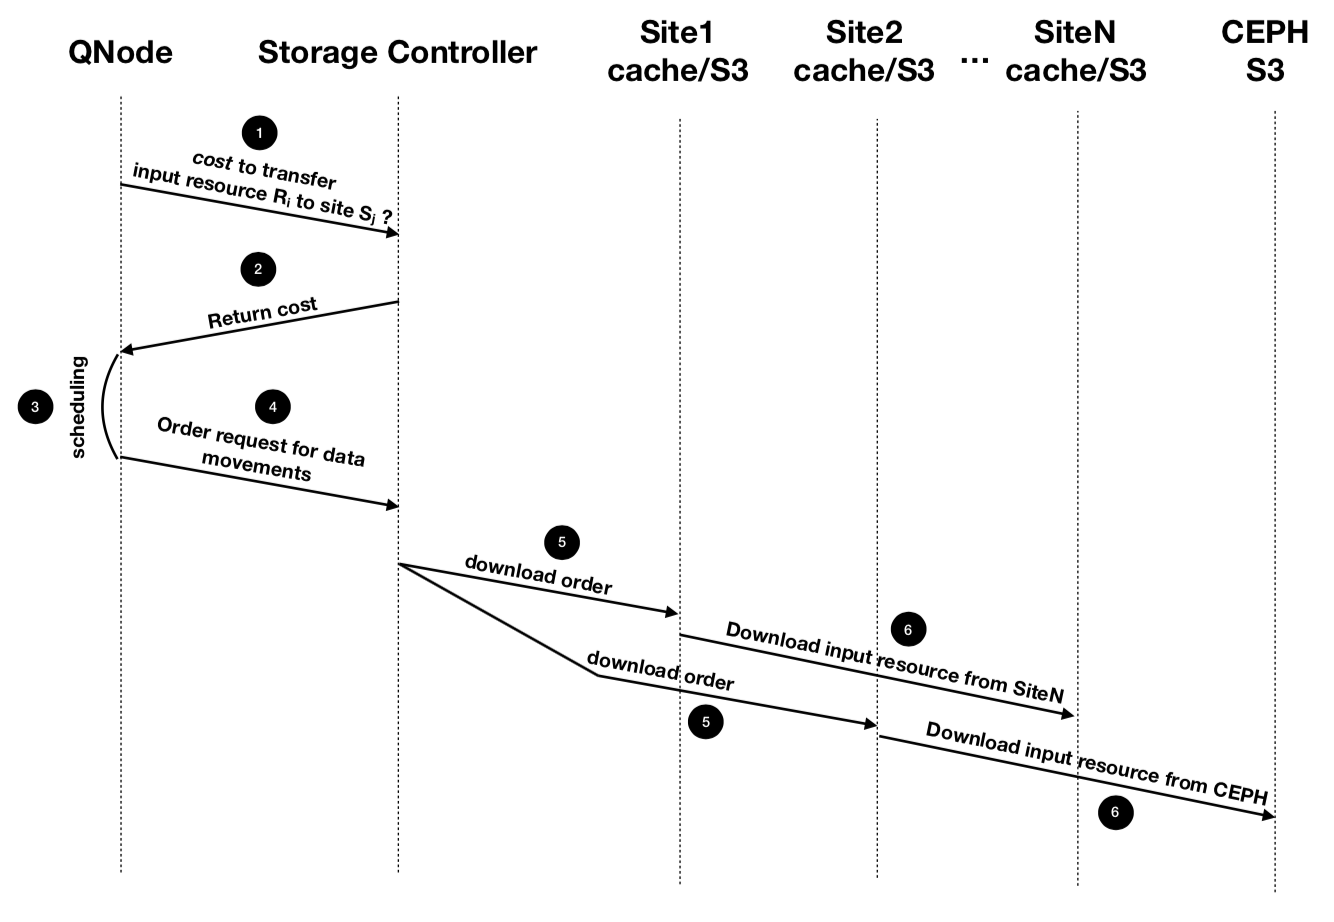 QNode
Storage Controller
Site1
cache/S3
Site2
cache/S3
...
SiteN
cache/S3
CEPH
S3
1
cost to transfer
input resource Ri to site Sj ?
2
Return cost
3
scheduling
4
Order request for data
movements
5
download order
6
Download input resource from SiteN
download order
5
Download input resource from CEPH
6